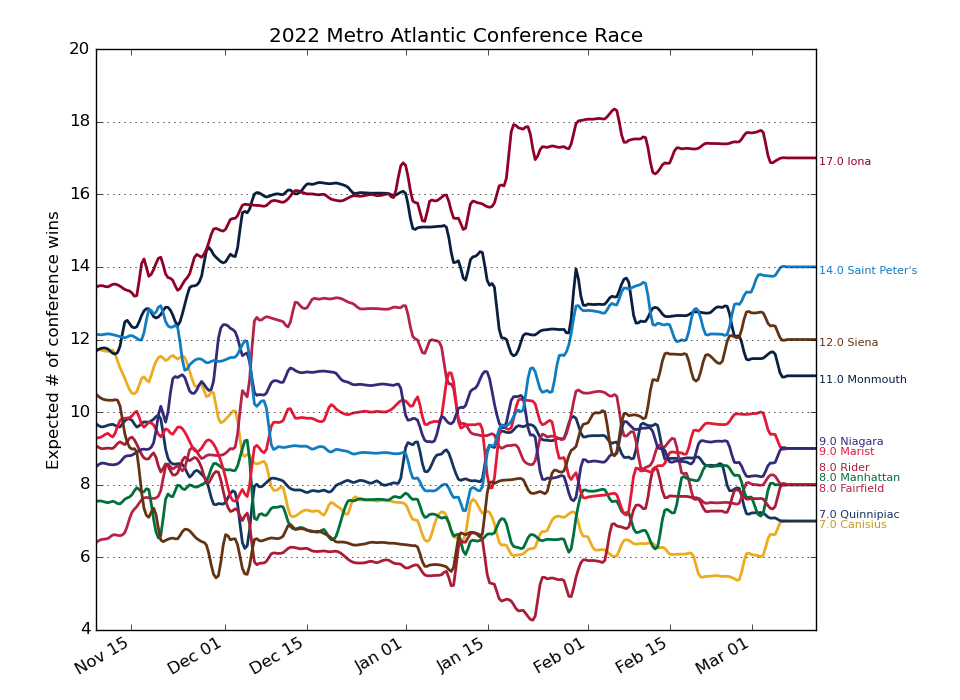 2022 Metro Atlantic Conference Race
Expected # of conference wins
20
18
16
14
12
10
8
6
4
17.0 Iona
14.0 Saint Peter's
12.0 Siena
11.0 Monmouth
9.0 Niagara
9.0 Marist
8.0 Rider
8.0 Manhattan
8.0 Fairfield
7.0 Quinnipiac
7.0 Canisius
Nov 15
Dec 01
Dec 15
Jan 01
Jan 15
Feb 01
Feb 15
Mar 01